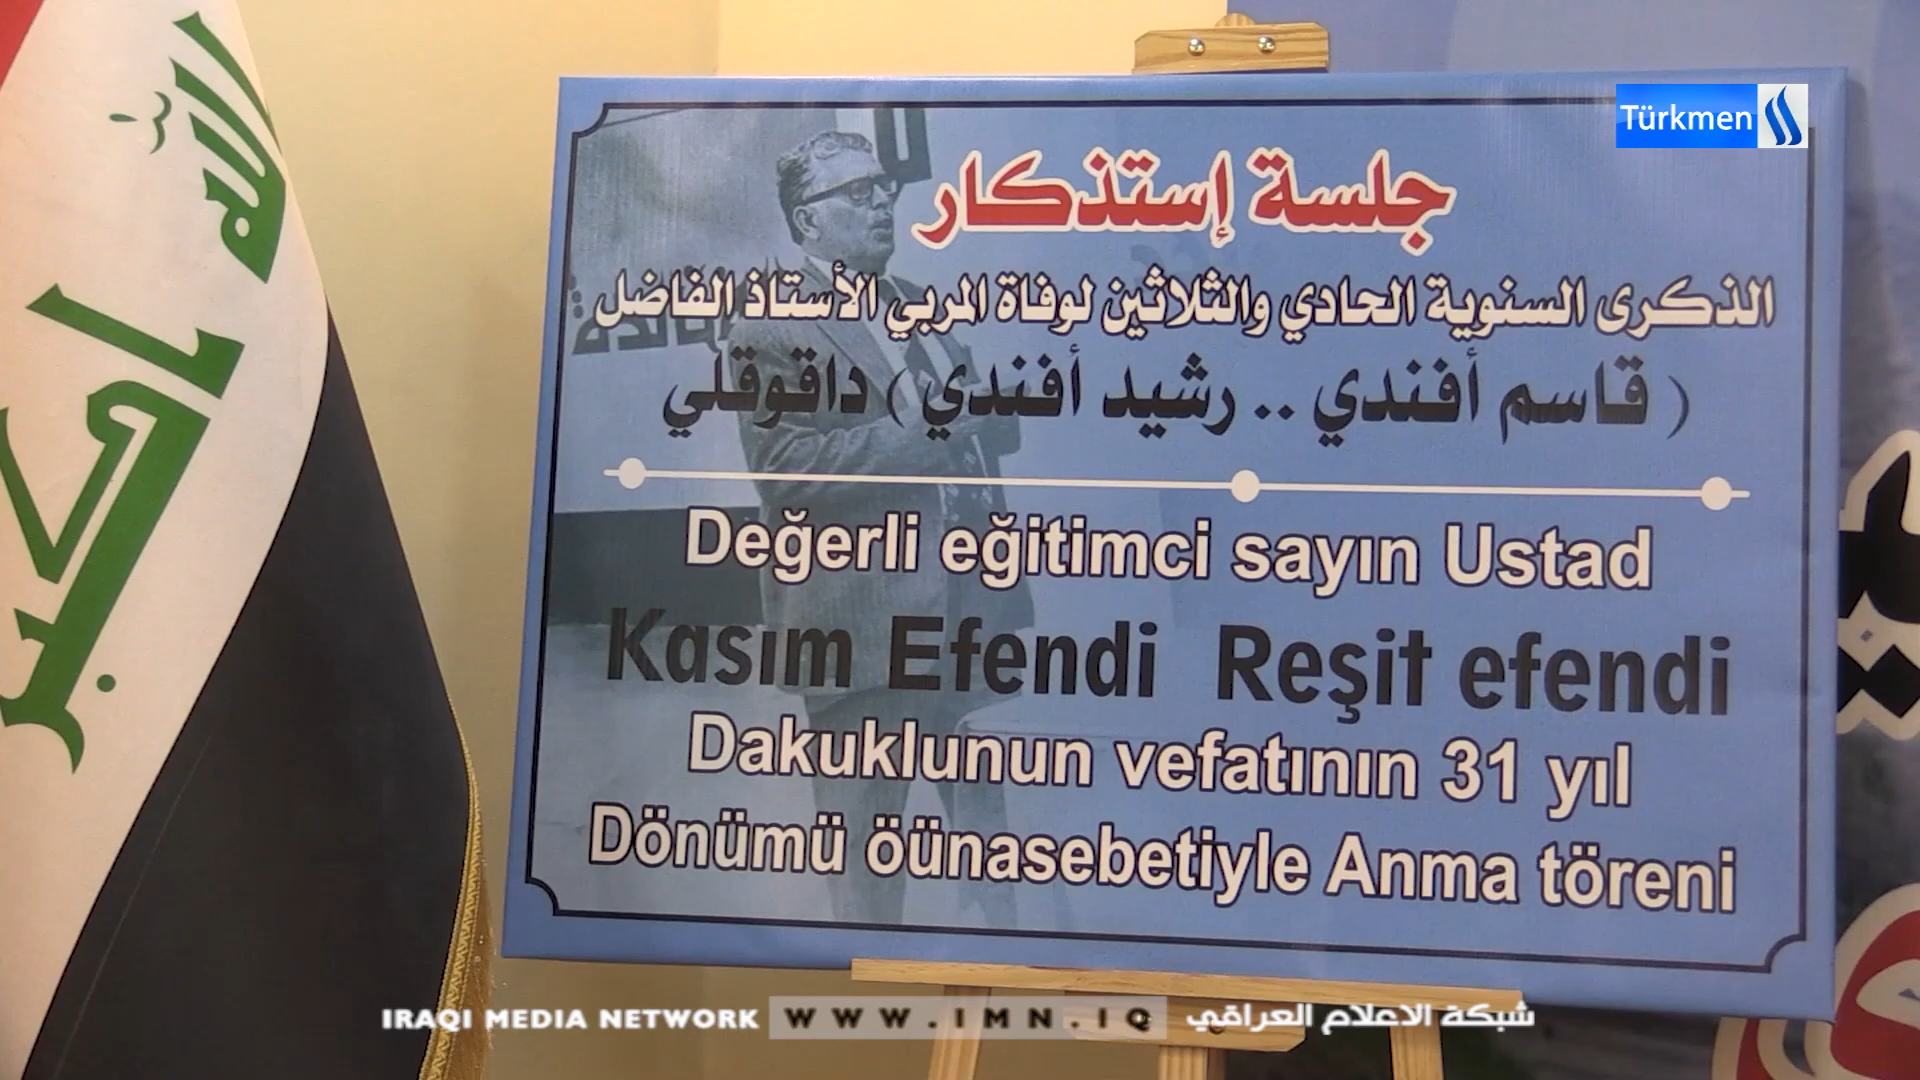 الله اكبر
Türkmen
جلسة إستذكار
الذكرى السنوية الحادي والثلاثين لوفاة المربي الأستاذ الفاضل
( قاسم أفندي .. رشيد أفندي ) داقوقلي
Değerli eğitimci sayın Ustad
Kasım Efendi Reşit efendi
Dakuklunun vefatının 31 yıl
Dönümü öünasebetiyle Anma töreni
IRAQI MEDIA NETWORK WWW.IMN.IQ شبكة الاعلام العراقي